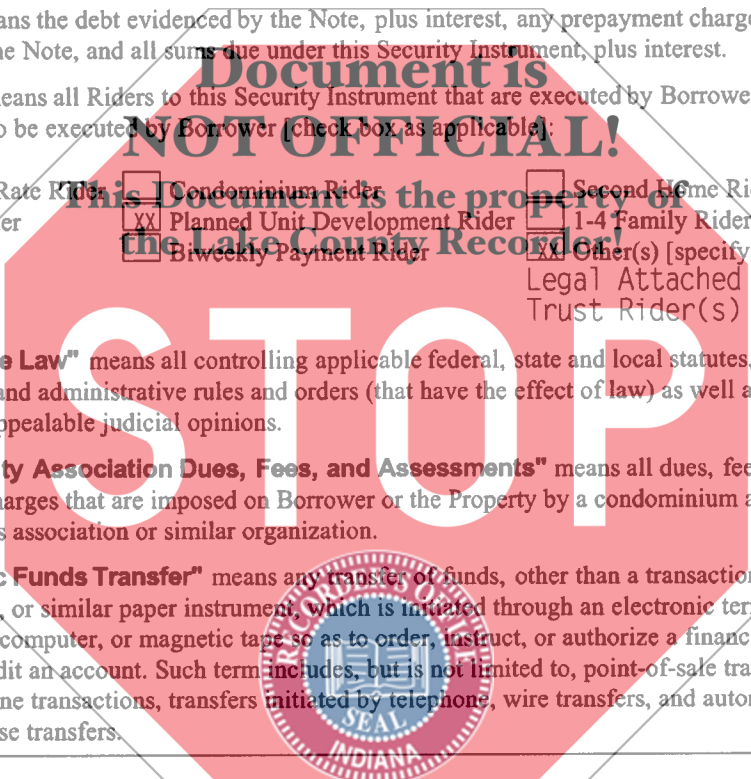 ans the debt evidenced by the Note, plus interest, any prepayment charge
he Note, and all sums due under this Security Instrument, plus interest.
Document is
eans all Riders to this Security Instrument that are executed by Borrowe
o be executed by Borrower [check box as applicable]:
NOT OFFICIAL!
Rate Rider Condominium Rider Second Home Ri
This Document is the property of
er XX Planned Unit Development Rider 1-4 Family Rider
the Lake County Recorder!
Biweekly Payment Rider XX Other(s) [specify
Legal Attached
Trust Rider(s)
STOP
e Law" means all controlling applicable federal, state and local statutes,
and administrative rules and orders (that have the effect of law) as well a
ppealable judicial opinions.
ty Association Dues, Fees, and Assessments" means all dues, fee
harges that are imposed on Borrower or the Property by a condominium a
s association or similar organization.
c Funds Transfer" means any transfer of funds, other than a transaction
, or similar paper instrument, which is initiated through an electronic ter
computer, or magnetic tape so as to order, instruct, or authorize a financ
dit an account. Such term includes, but is not limited to, point-of-sale tra
ne transactions, transfers initiated by telephone, wire transfers, and autor
se transfers.
SEAL
INDIANA